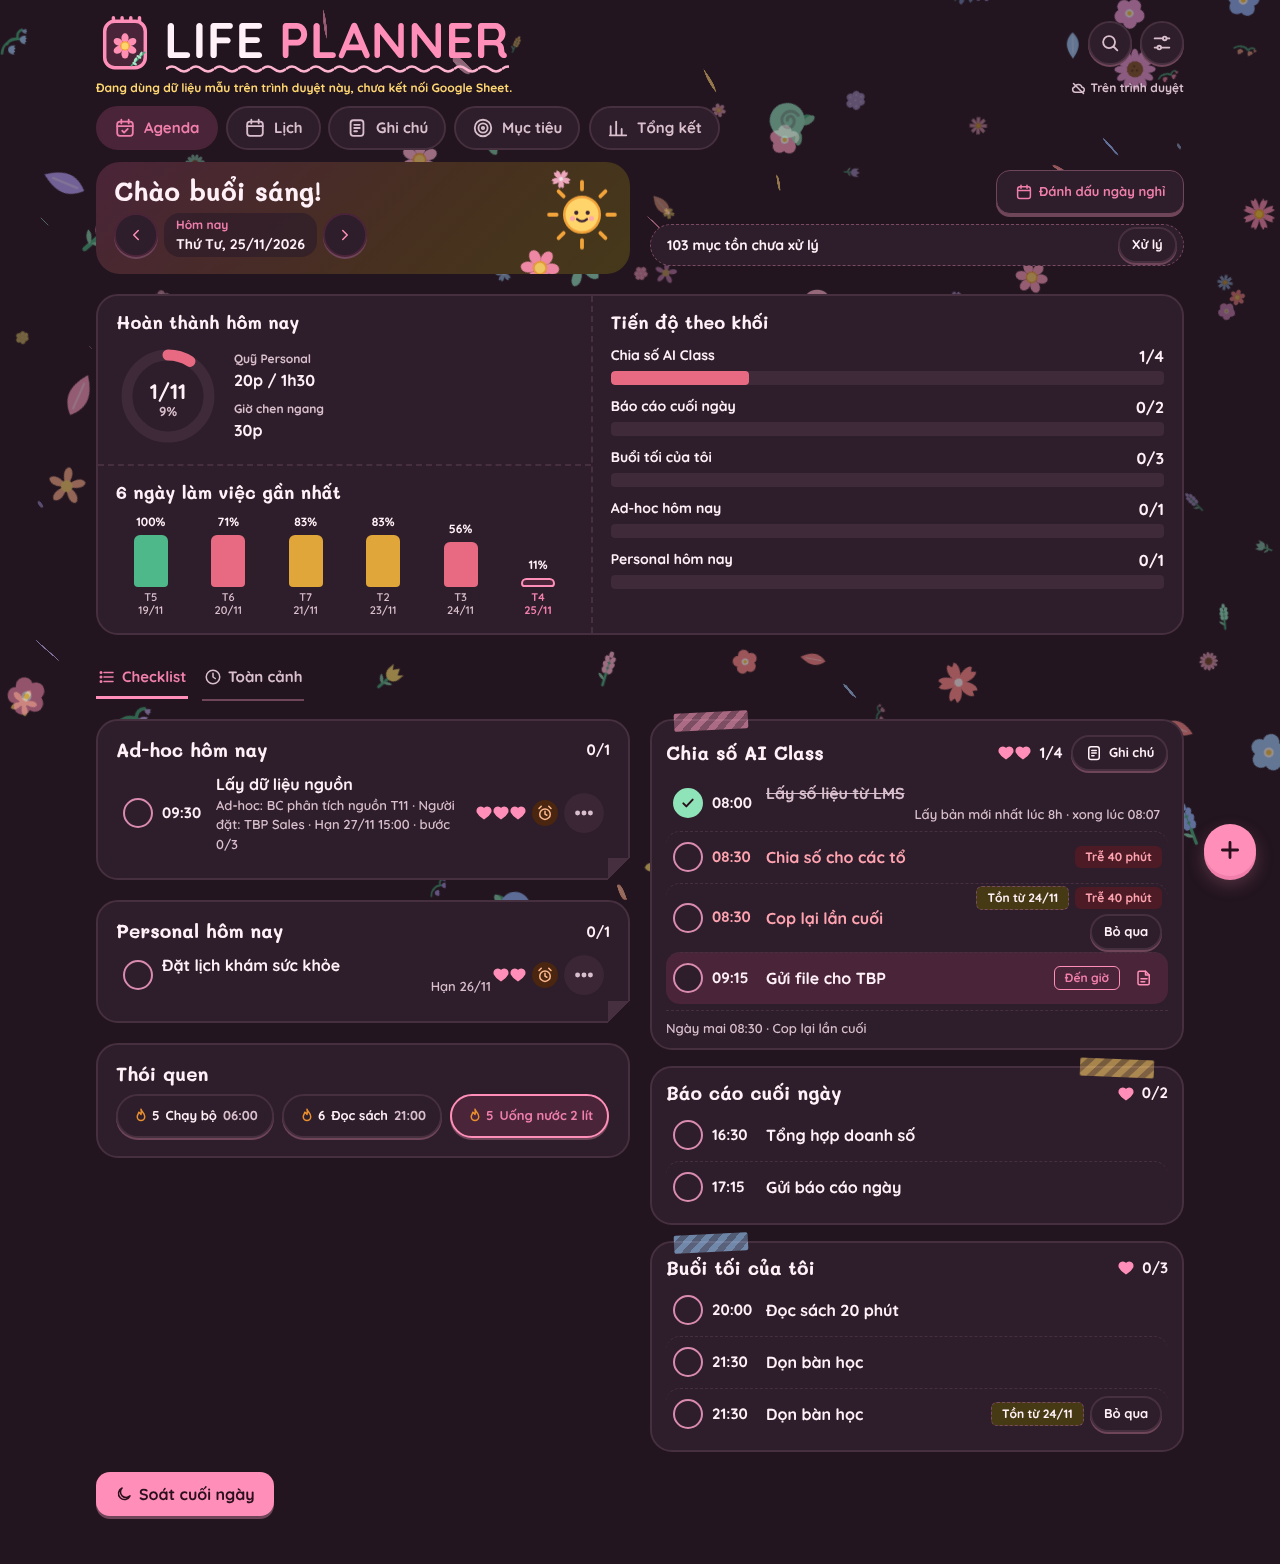 LIFE PLANNER
Đang dùng dữ liệu mẫu trên trình duyệt này, chưa kết nối Google Sheet.
Trên trình duyệt
Agenda
Lịch
Ghi chú
Mục tiêu
Tổng kết
Chào buổi sáng!
Hôm nay
Thứ Tư, 25/11/2026
Đánh dấu ngày nghỉ
103 mục tồn chưa xử lý
Xử lý
Hoàn thành hôm nay
1/11
9%
Quỹ Personal
20p / 1h30
Giờ chen ngang
30p
6 ngày làm việc gần nhất
100%
71%
83%
83%
56%
11%
T5
T6
T7
T2
T3
T4
19/11
20/11
21/11
23/11
24/11
25/11
Tiến độ theo khối
Chia số AI Class
1/4
Báo cáo cuối ngày
0/2
Buổi tối của tôi
0/3
Ad-hoc hôm nay
0/1
Personal hôm nay
0/1
Checklist
Toàn cảnh
Ad-hoc hôm nay
0/1
09:30
Lấy dữ liệu nguồn
Ad-hoc: BC phân tích nguồn T11 · Người
đặt: TBP Sales · Hạn 27/11 15:00 · bước
0/3
Personal hôm nay
0/1
Đặt lịch khám sức khỏe
Hạn 26/11
Thói quen
5 Chạy bộ 06:00
6 Đọc sách 21:00
5 Uống nước 2 lít
Chia số AI Class
1/4
Ghi chú
08:00
Lấy số liệu từ LMS
Lấy bản mới nhất lúc 8h · xong lúc 08:07
08:30
Chia số cho các tổ
Trễ 40 phút
08:30
Cop lại lần cuối
Tồn từ 24/11
Trễ 40 phút
Bỏ qua
09:15
Gửi file cho TBP
Đến giờ
Ngày mai 08:30 · Cop lại lần cuối
Báo cáo cuối ngày
0/2
16:30
Tổng hợp doanh số
17:15
Gửi báo cáo ngày
Buổi tối của tôi
0/3
20:00
Đọc sách 20 phút
21:30
Dọn bàn học
21:30
Dọn bàn học
Tồn từ 24/11
Bỏ qua
Soát cuối ngày